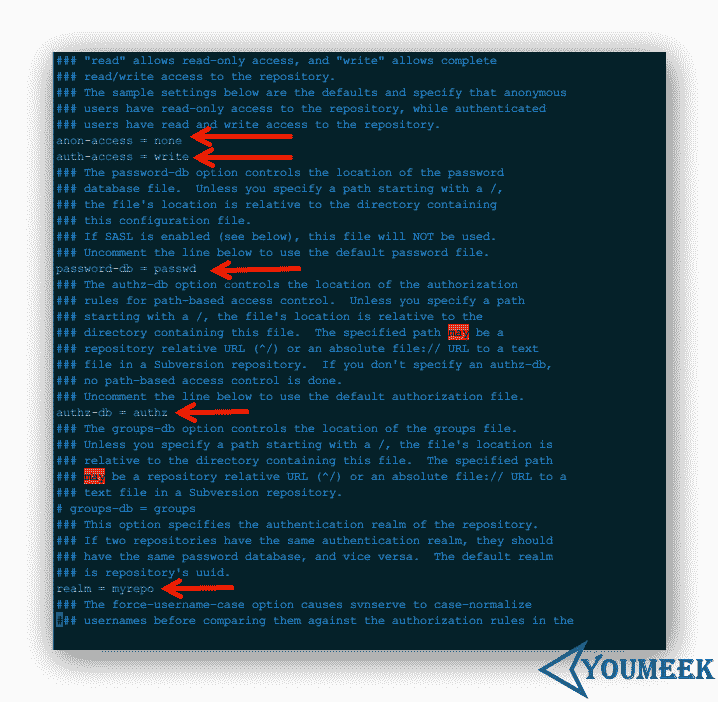 ### "read" allows read-only access, and "write" allows complete
### read/write access to the repository.
### The sample settings below are the defaults and specify that anonymous
### users have read-only access to the repository, while authenticated
### users have read and write access to the repository.
anon-access = none
auth-access = write
### The password-db option controls the location of the password
### database file.  Unless you specify a path starting with a /,
### the file's location is relative to the directory containing
### this configuration file.
### If SASL is enabled (see below), this file will NOT be used.
### Uncomment the line below to use the default password file.
password-db = passwd
### The authz-db option controls the location of the authorization
### rules for path-based access control.  Unless you specify a path
### starting with a /, the file's location is relative to the
### directory containing this file.  The specified path may be a
### repository relative URL (^/) or an absolute file:// URL to a text
### file in a Subversion repository.  If you don't specify an authz-db,
### no path-based access control is done.
### Uncomment the line below to use the default authorization file.
authz-db = authz
### The groups-db option controls the location of the groups file.
### Unless you specify a path starting with a /, the file's location is
### relative to the directory containing this file.  The specified path
### may be a repository relative URL (^/) or an absolute file:// URL to a
### text file in a Subversion repository.
# groups-db = groups
### This option specifies the authentication realm of the repository.
### If two repositories have the same authentication realm, they should
### have the same password database, and vice versa.  The default realm
### is repository's uuid.
realm = myrepo
### The force-username-case option causes svnserve to case-normalize
### usernames before comparing them against the authorization rules in the
YOUMEEK